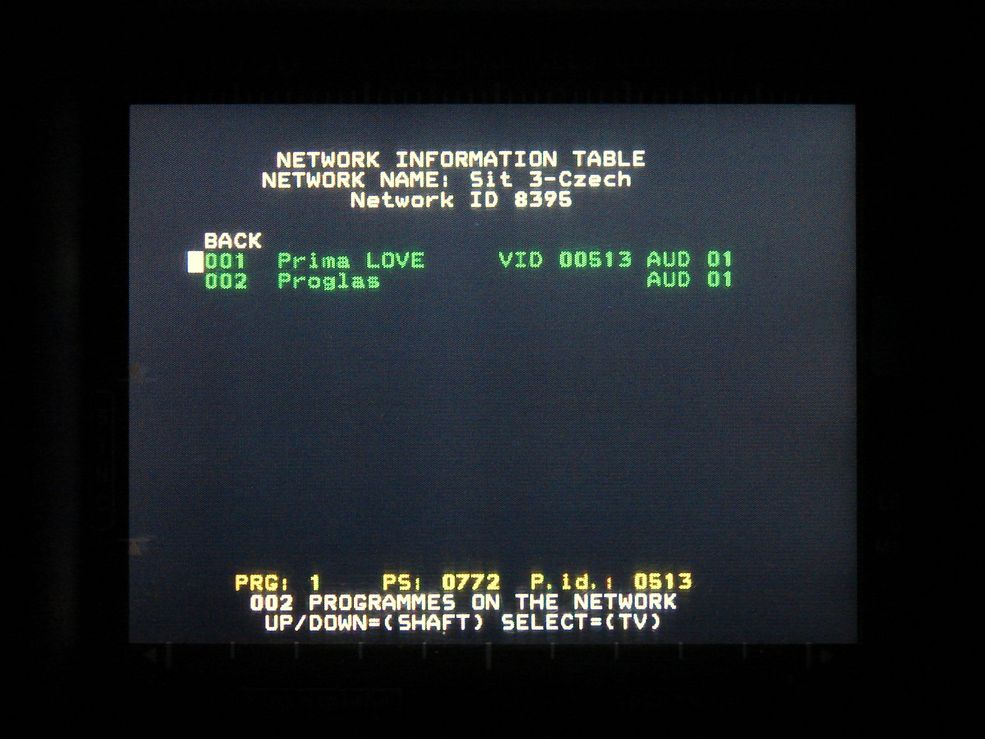 NETWORK INFORMATION TABLE
NETWORK NAME: Sit 3-Czech
Network ID 8395
BACK
001 Prima LOVE VID 00513 AUD 01
002 Proglas AUD 01
PRG: 1 PS: 0772 P.id.: 0513
002 PROGRAMMES ON THE NETWORK
UP/DOWN=(SHAFT) SELECT=(TV)